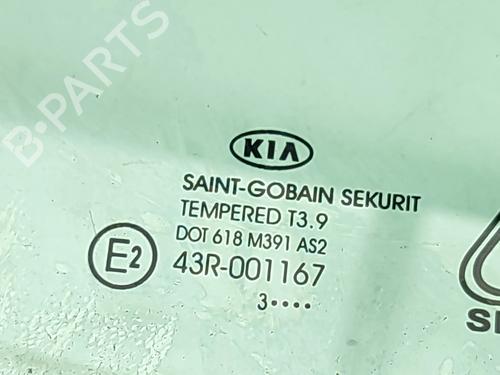 B-PARTS
KIA
SAINT-GOBAIN SEKURIT
TEMPERED T3.9
DOT 618 M391 AS2
E2
43R-001167
3••••